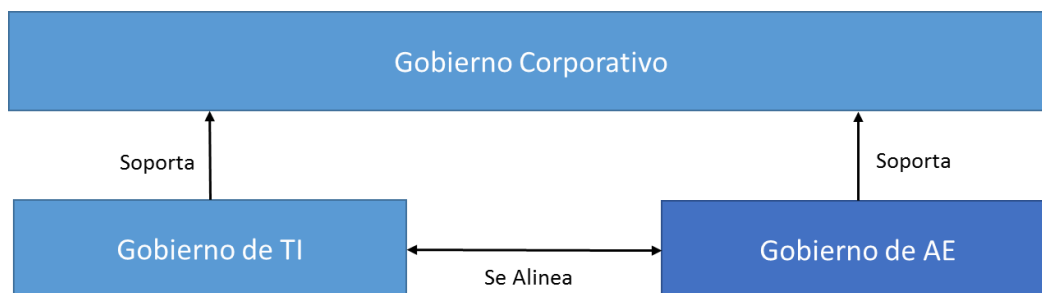 Gobierno Corporativo
Soporta
Soporta
Gobierno de TI
Gobierno de AE
Se Alinea